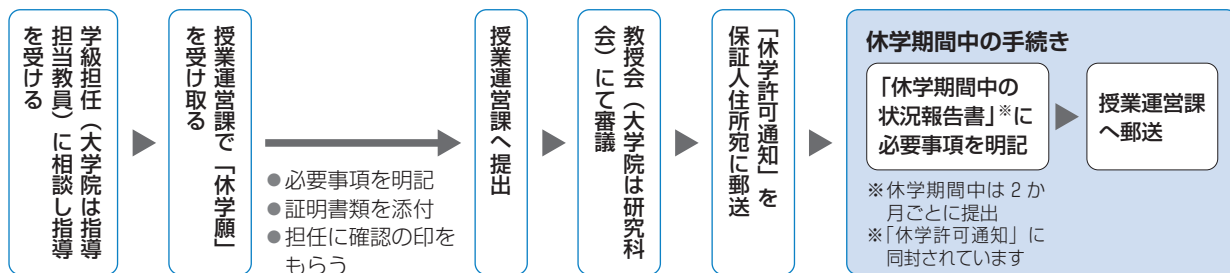 学級担任（大学院は指導
担当教員）に相談し指導
を受ける
授業運営課で「休学願」
を受け取る
●必要事項を明記
●証明書類を添付
●担任に確認の印を
もらう
授業運営課へ提出
教授会（大学院は研究科
会）にて審議
「休学許可通知」を
保証人住所宛に郵送
休学期間中の手続き
「休学期間中の
状況報告書」※に
必要事項を明記
※休学期間中は2か
月ごとに提出
※「休学許可通知」に
同封されています
授業運営課
へ郵送